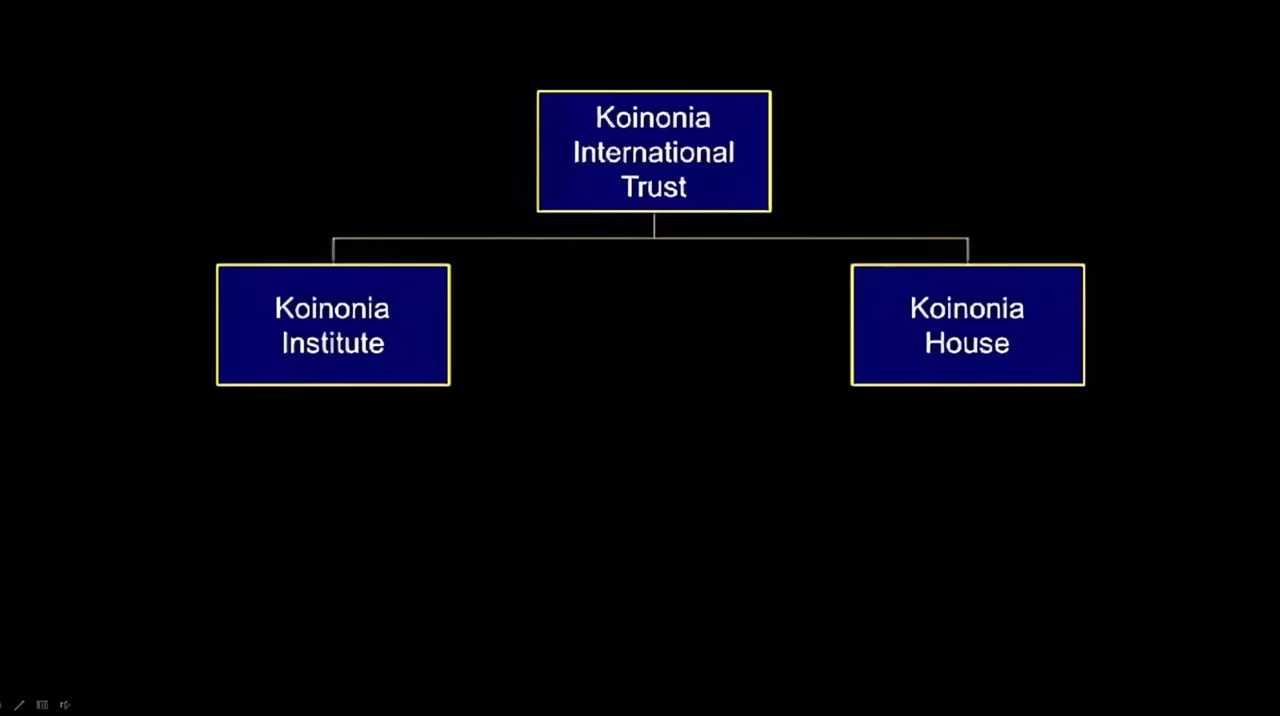 Koinonia
International
Trust
Koinonia
Institute
Koinonia
House